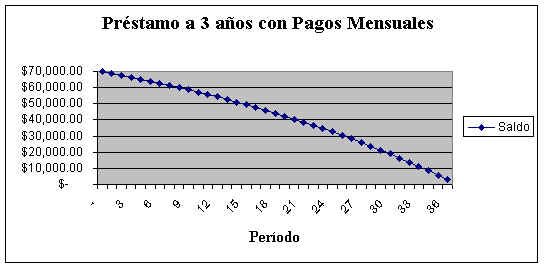 Préstamo a 3 años con Pagos Mensuales
$70,000.00
$60,000.00
$50,000.00
$40,000.00
$30,000.00
$20,000.00
$10,000.00
$-
- 3 6 9 12 15 18 21 24 27 30 33 36
Período
Saldo